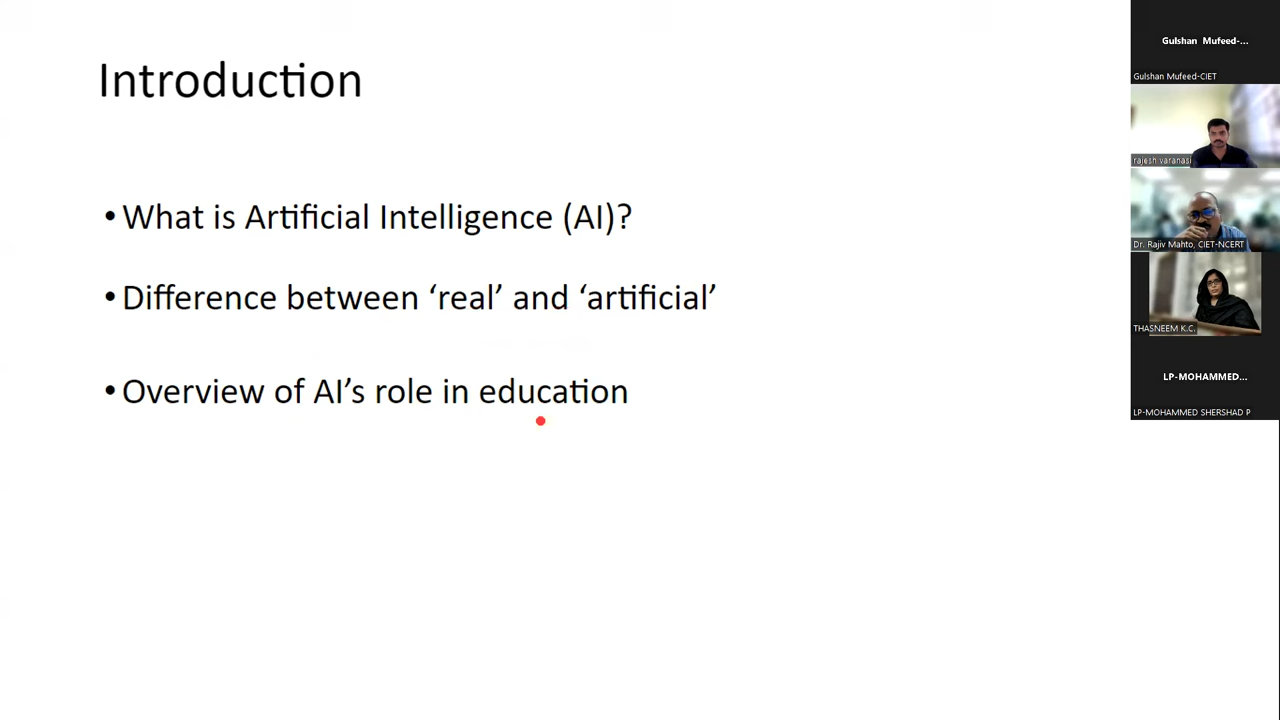 Introduction
• What is Artificial Intelligence (AI)?
• Difference between ‘real’ and ‘artificial’
• Overview of AI’s role in education
Gulshan Mufeed-...
Gulshan Mufeed-CIET
rajesh varanasi
Dr. Rajiv Mahto, CIET-NCERT
THASNEEM K.C.
LP-MOHAMMED...
LP-MOHAMMED SHERSHAD P